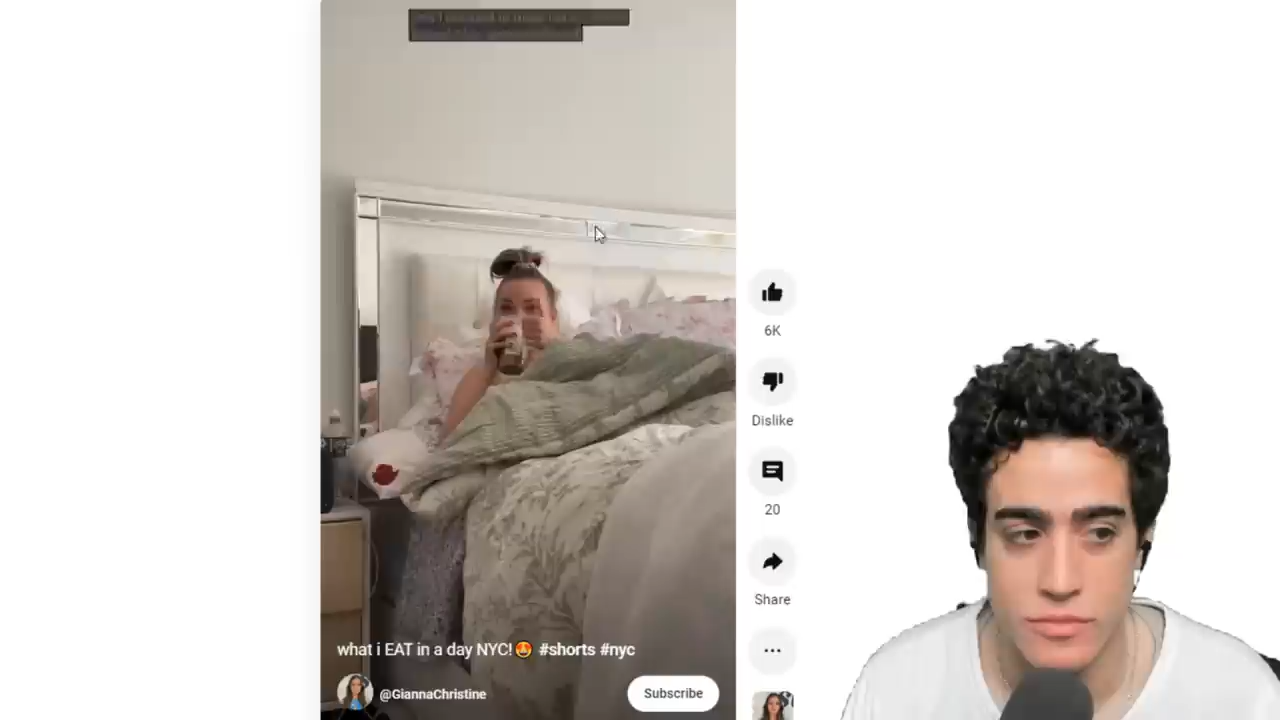 6K
Dislike
20
Share
what i EAT in a day NYC!🤩 #shorts #nyc
@GiannaChristine
Subscribe